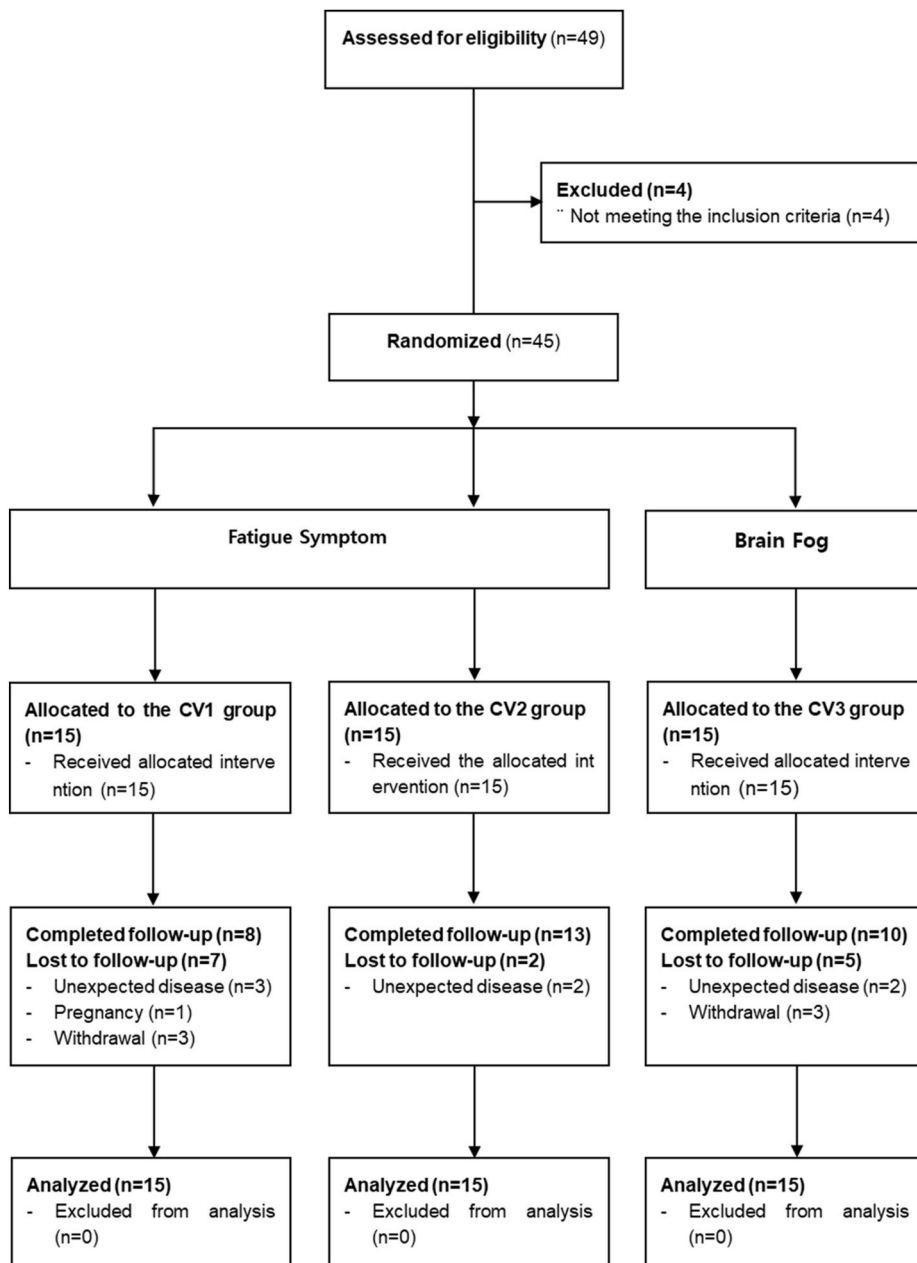 Assessed for eligibility (n=49)
Excluded (n=4)
¨ Not meeting the inclusion criteria (n=4)
Randomized (n=45)
Fatigue Symptom
Brain Fog
Allocated to the CV1 group
(n=15)
- Received allocated interve
ntion (n=15)
Allocated to the CV2 group
(n=15)
- Received the allocated int
ervention (n=15)
Allocated to the CV3 group
(n=15)
- Received allocated interve
ntion (n=15)
Completed follow-up (n=8)
Lost to follow-up (n=7)
- Unexpected disease (n=3)
- Pregnancy (n=1)
- Withdrawal (n=3)
Completed follow-up (n=13)
Lost to follow-up (n=2)
- Unexpected disease (n=2)
Completed follow-up (n=10)
Lost to follow-up (n=5)
- Unexpected disease (n=2)
- Withdrawal (n=3)
Analyzed (n=15)
- Excluded from analysis
(n=0)
Analyzed (n=15)
- Excluded from analysis
(n=0)
Analyzed (n=15)
- Excluded from analysis
(n=0)